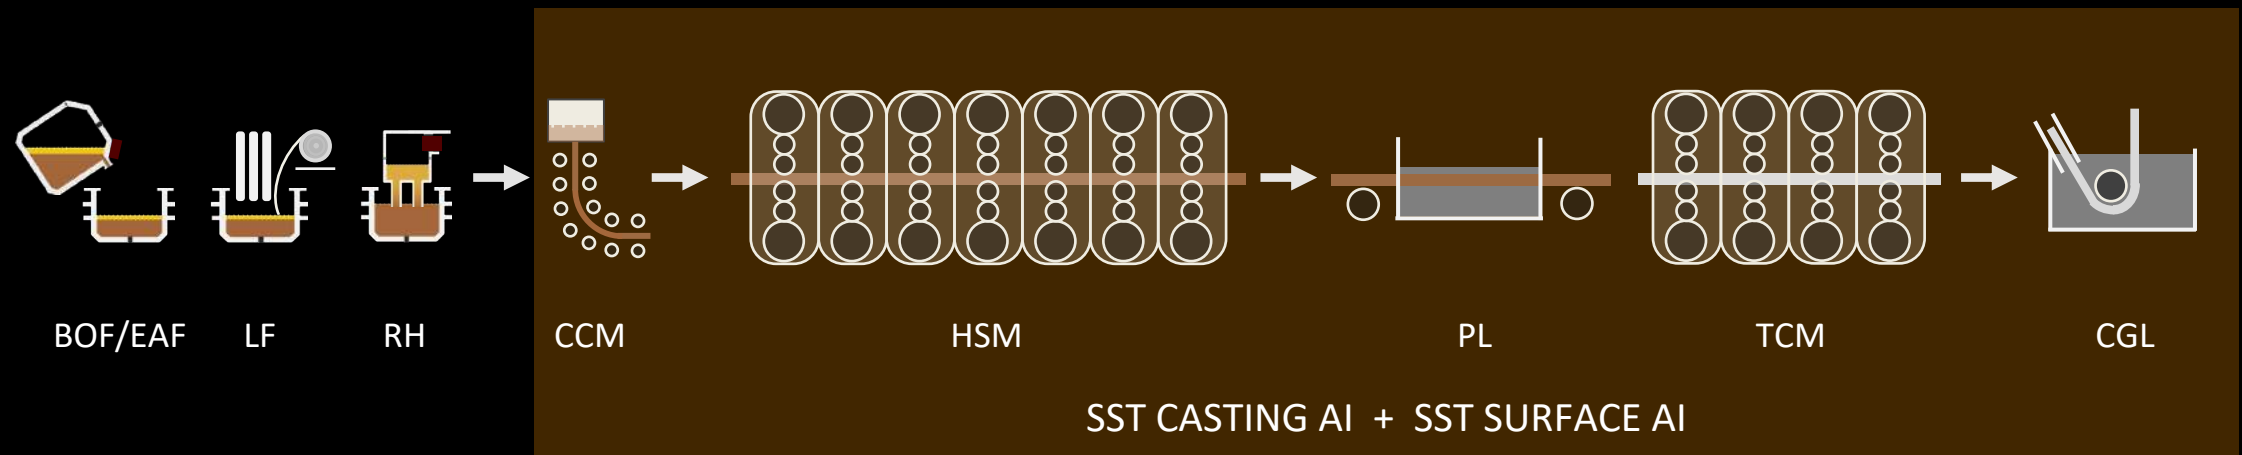 BOF/EAF LF RH CCM HSM PL TCM CGL
SST CASTING AI + SST SURFACE AI